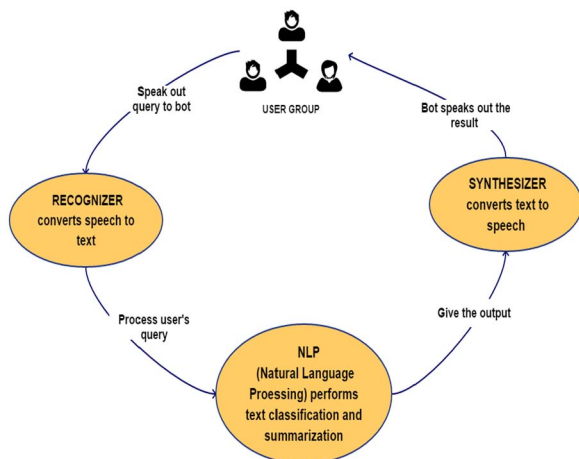 USER GROUP
Speak out
query to bot
RECOGNIZER
converts speech to
text
Process user's
query
NLP
(Natural Language
Proessing) performs
text classification and
summarization
Give the output
SYNTHESIZER
converts text to
speech
Bot speaks out the
result